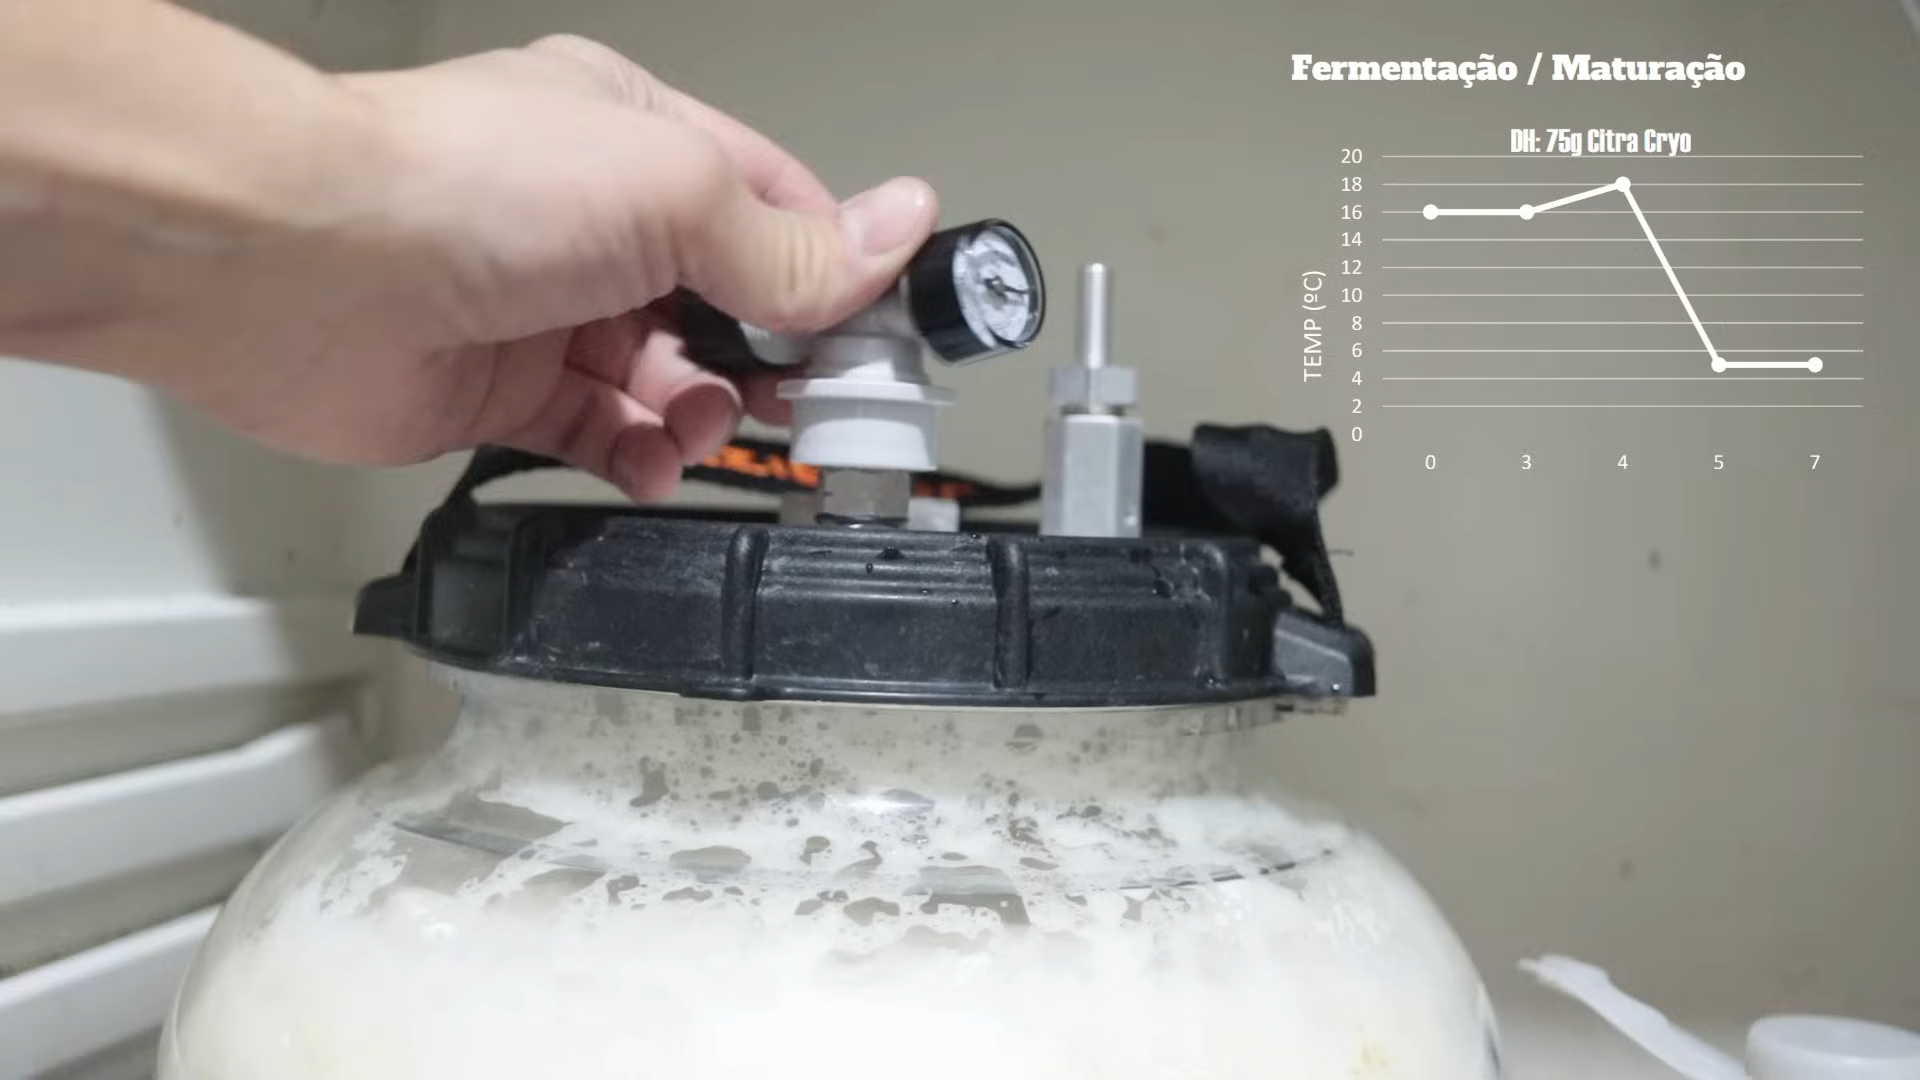 Fermentação / Maturação
DH: 75g Citra Cryo
20
18
16
14
12
10
8
6
4
2
0
TEMP (ºC)
0 3 4 5 7